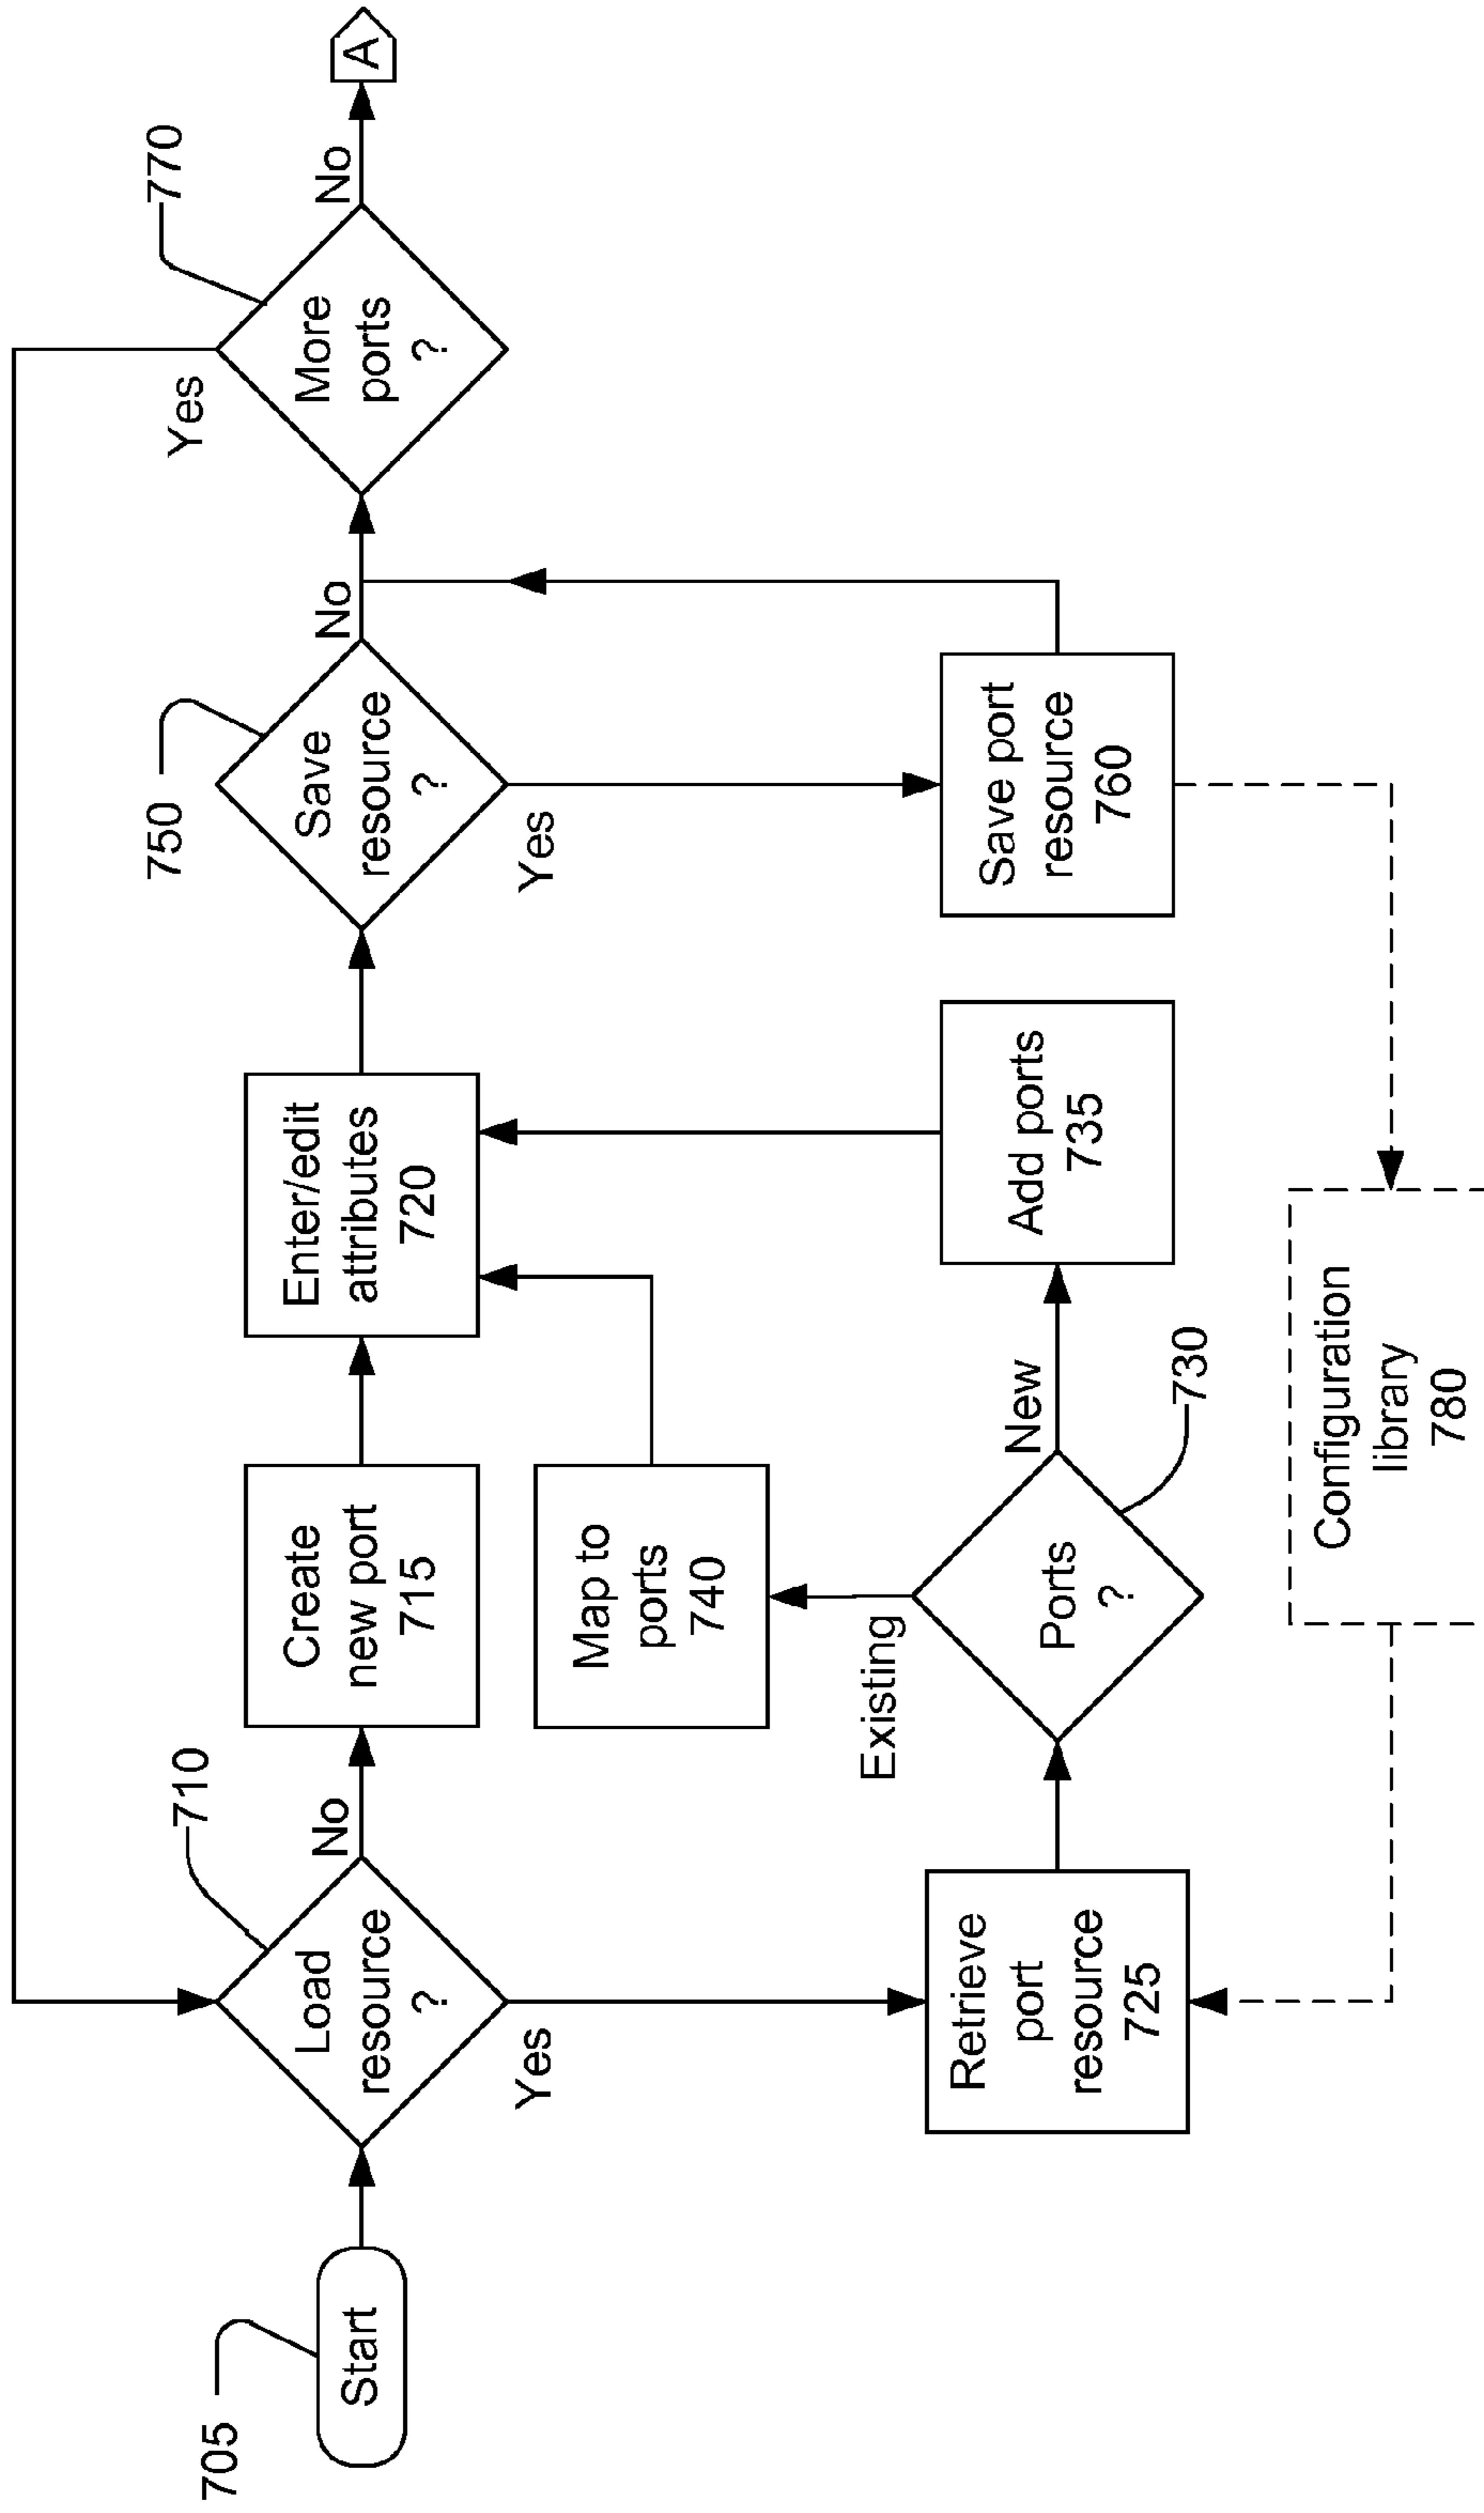 705
Start
710
Load
resource
?
No
Yes
Create
new port
715
Enter/edit
attributes
720
750
Save
resource
?
No
Yes
770
More
ports
?
Yes
No
A
Map to
ports
740
Retrieve
port
resource
725
Existing
Ports
?
730
New
Add ports
735
Save port
resource
760
Configuration
library
780